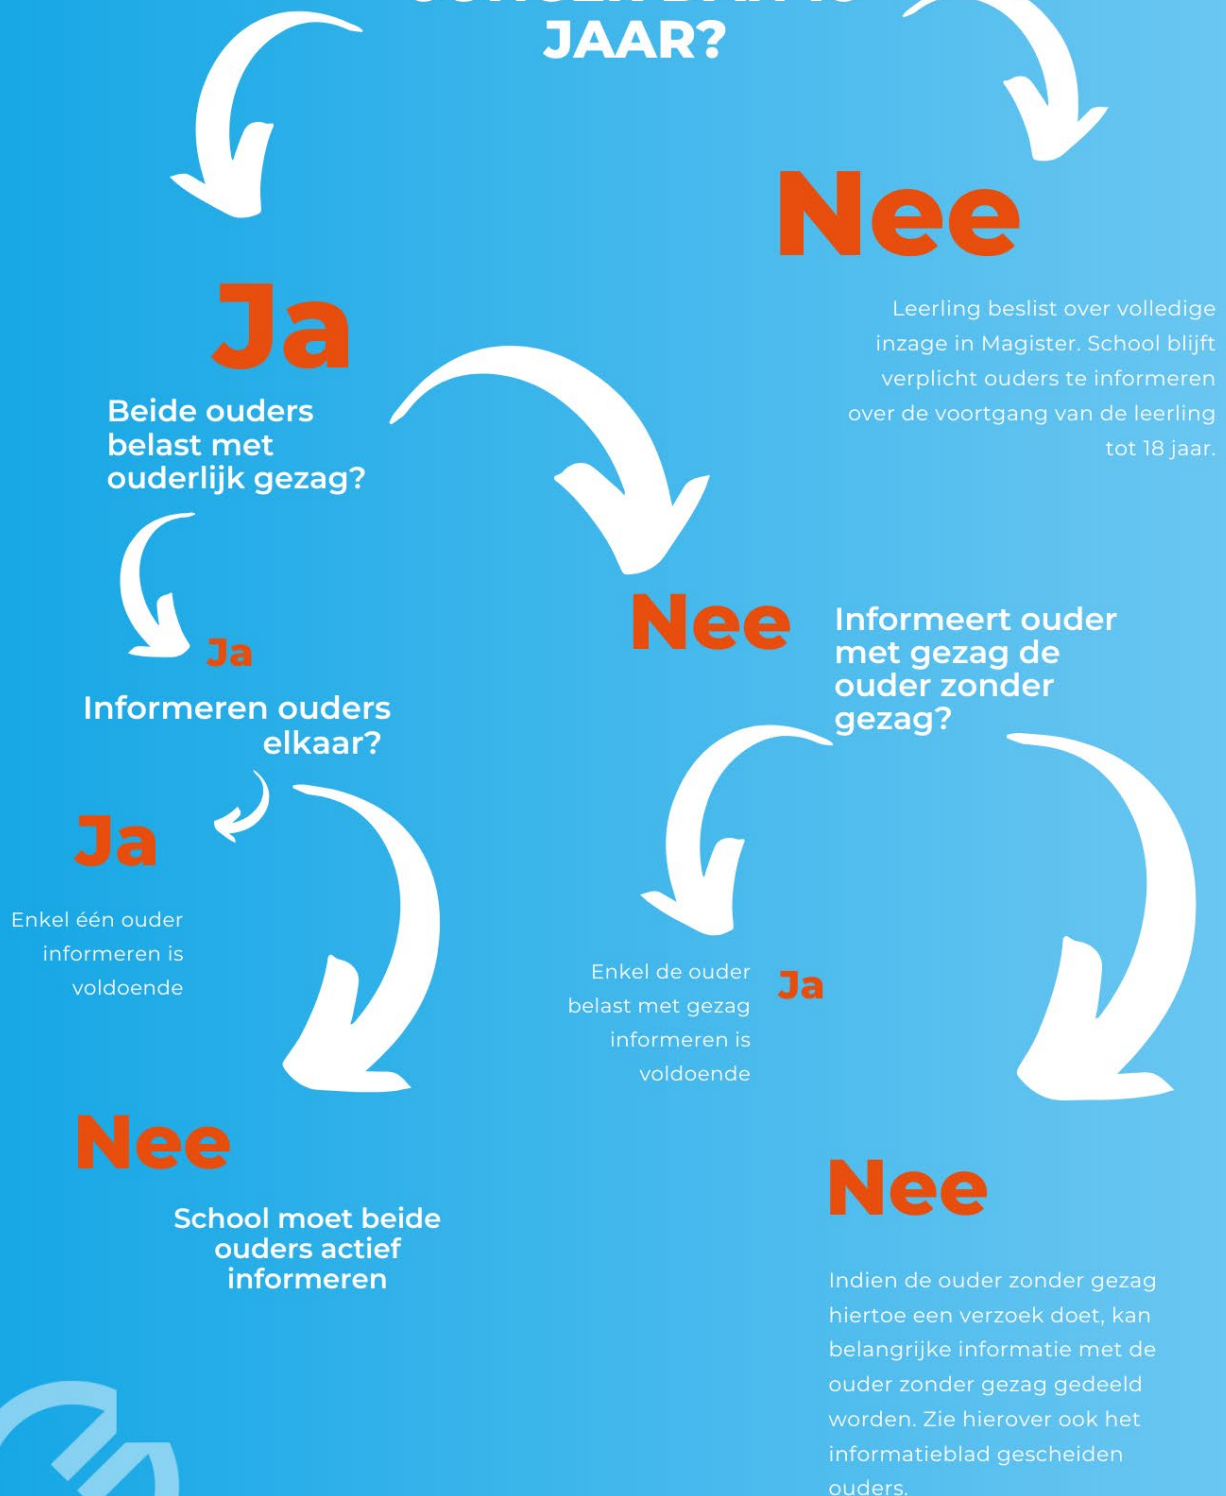 JAAR?
Nee
Leerling beslist over volledige
inzage in Magister. School blijft
verplicht ouders te informeren
over de voortgang van de leerling
tot 18 jaar.
Ja
Beide ouders
belast met
ouderlijk gezag?
Nee
Informeert ouder
met gezag de
ouder zonder
gezag?
Ja
Informeren ouders
elkaar?
Ja
Enkel één ouder
informeren is
voldoende
Enkel de ouder
belast met gezag
informeren is
voldoende
Ja
Nee
School moet beide
ouders actief
informeren
Nee
Indien de ouder zonder gezag
hiertoe een verzoek doet, kan
belangrijke informatie met de
ouder zonder gezag gedeeld
worden. Zie hierover ook het
informatieblad gescheiden
ouders.